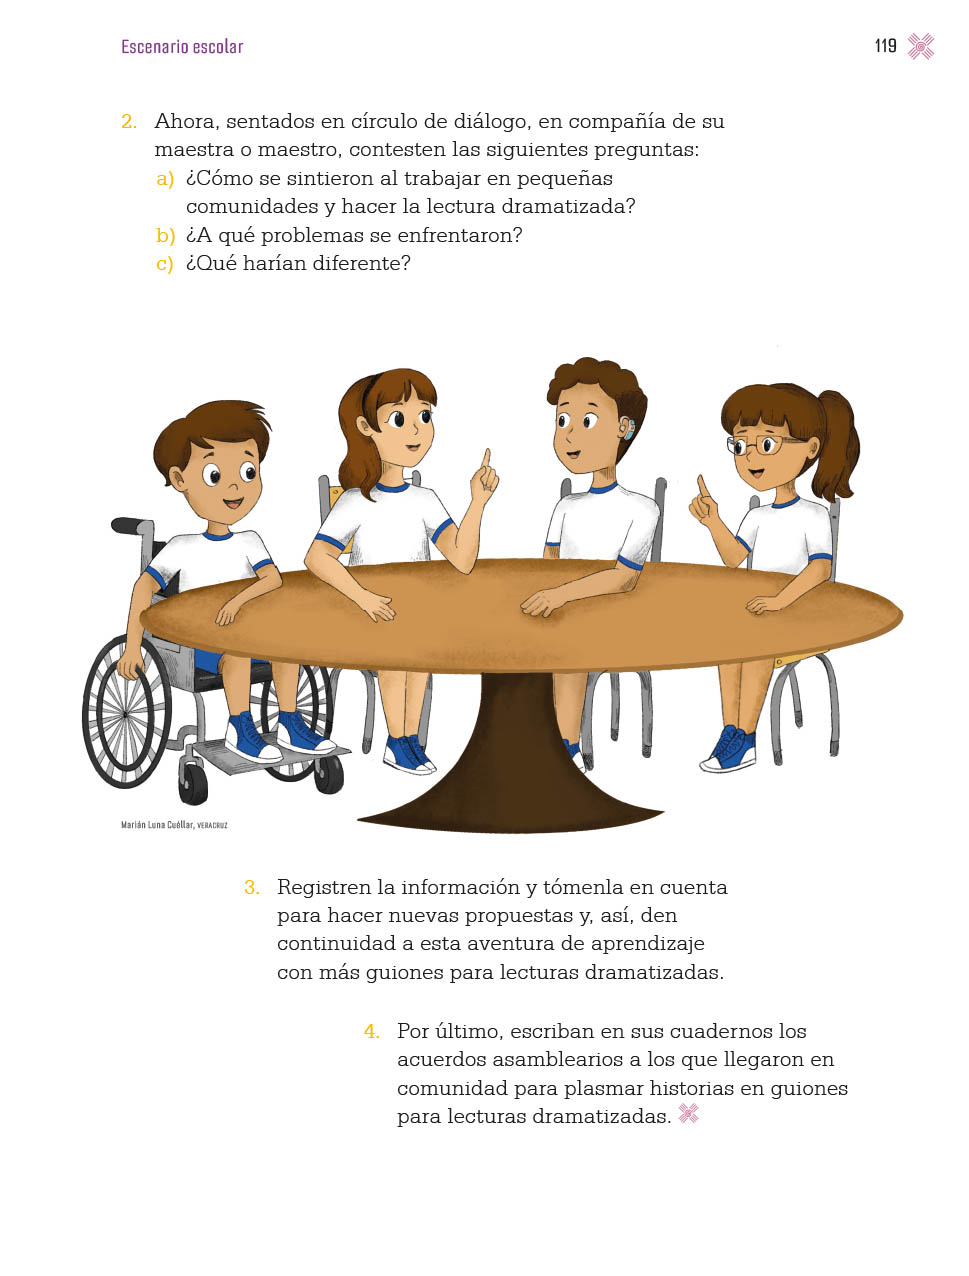 Escenario escolar
119
2. Ahora, sentados en círculo de diálogo, en compañía de su
maestra o maestro, contesten las siguientes preguntas:
a) ¿Cómo se sintieron al trabajar en pequeñas
comunidades y hacer la lectura dramatizada?
b) ¿A qué problemas se enfrentaron?
c) ¿Qué harían diferente?
Marián Luna Cuéllar, VERACRUZ
3. Registren la información y tómenla en cuenta
para hacer nuevas propuestas y, así, den
continuidad a esta aventura de aprendizaje
con más guiones para lecturas dramatizadas.
4. Por último, escriban en sus cuadernos los
acuerdos asamblearios a los que llegaron en
comunidad para plasmar historias en guiones
para lecturas dramatizadas.